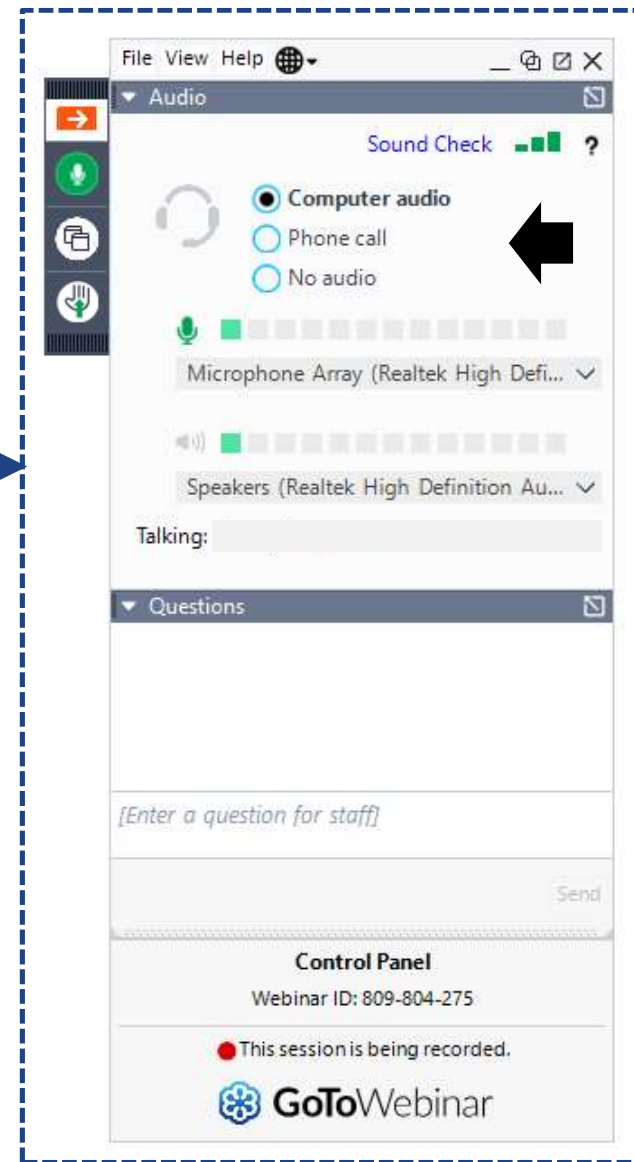 File View Help
Audio
Sound Check ?
Computer audio
Phone call
No audio
Microphone Array (Realtek High Defi...
Speakers (Realtek High Definition Au...
Talking:
Questions
[Enter a question for staff]
Send
Control Panel
Webinar ID: 809-804-275
This session is being recorded.
GoToWebinar